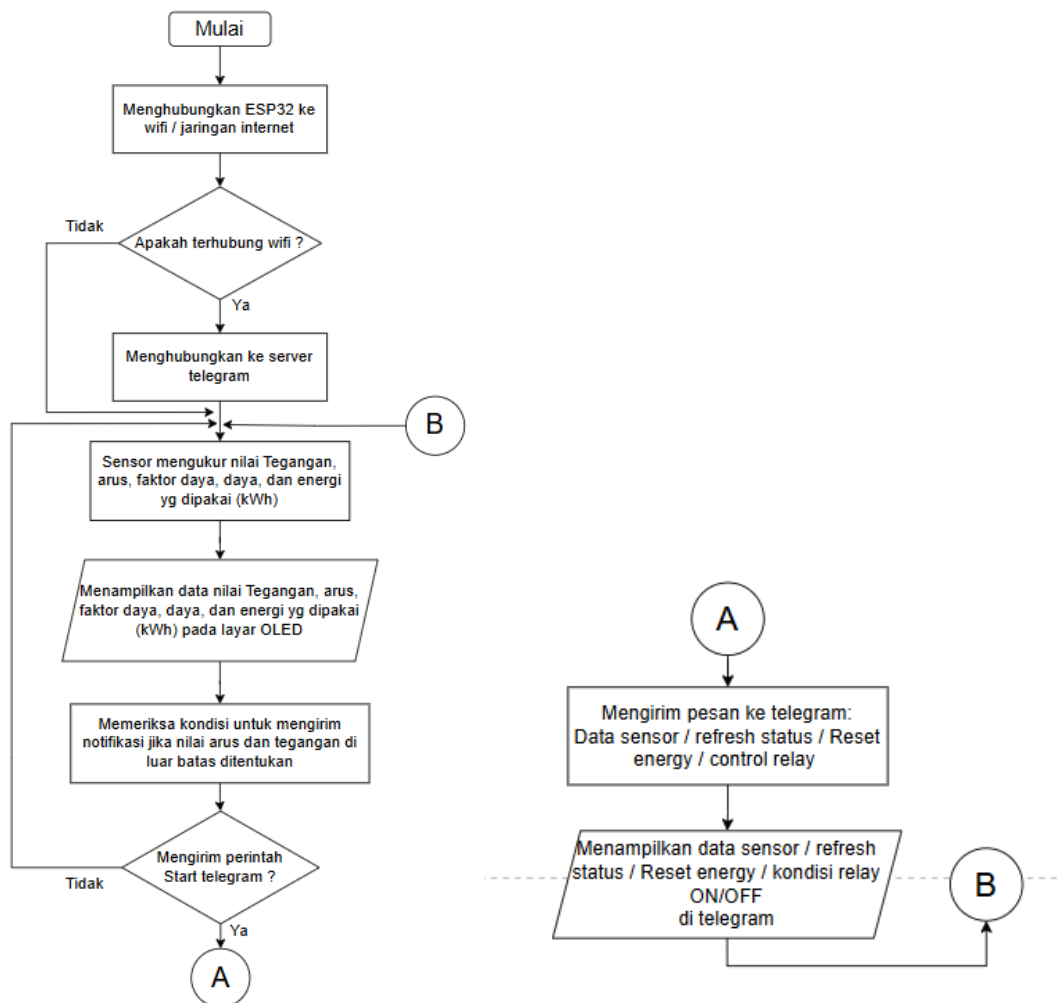 Mulai
Menghubungkan ESP32 ke
wifi / jaringan internet
Tidak
Apakah terhubung wifi ?
Ya
Menghubungkan ke server
telegram
B
Sensor mengukur nilai Tegangan,
arus, faktor daya, daya, dan energi
yg dipakai (kWh)
Menampilkan data nilai Tegangan, arus,
faktor daya, daya, dan energi yg dipakai
(kWh) pada layar OLED
Memeriksa kondisi untuk mengirim
notifikasi jika nilai arus dan tegangan di
luar batas ditentukan
Mengirim perintah
Start telegram ?
Tidak
Ya
A
A
Mengirim pesan ke telegram:
Data sensor / refresh status / Reset
energy / control relay
Menampilkan data sensor / refresh
status / Reset energy / kondisi relay
ON/OFF
di telegram
B